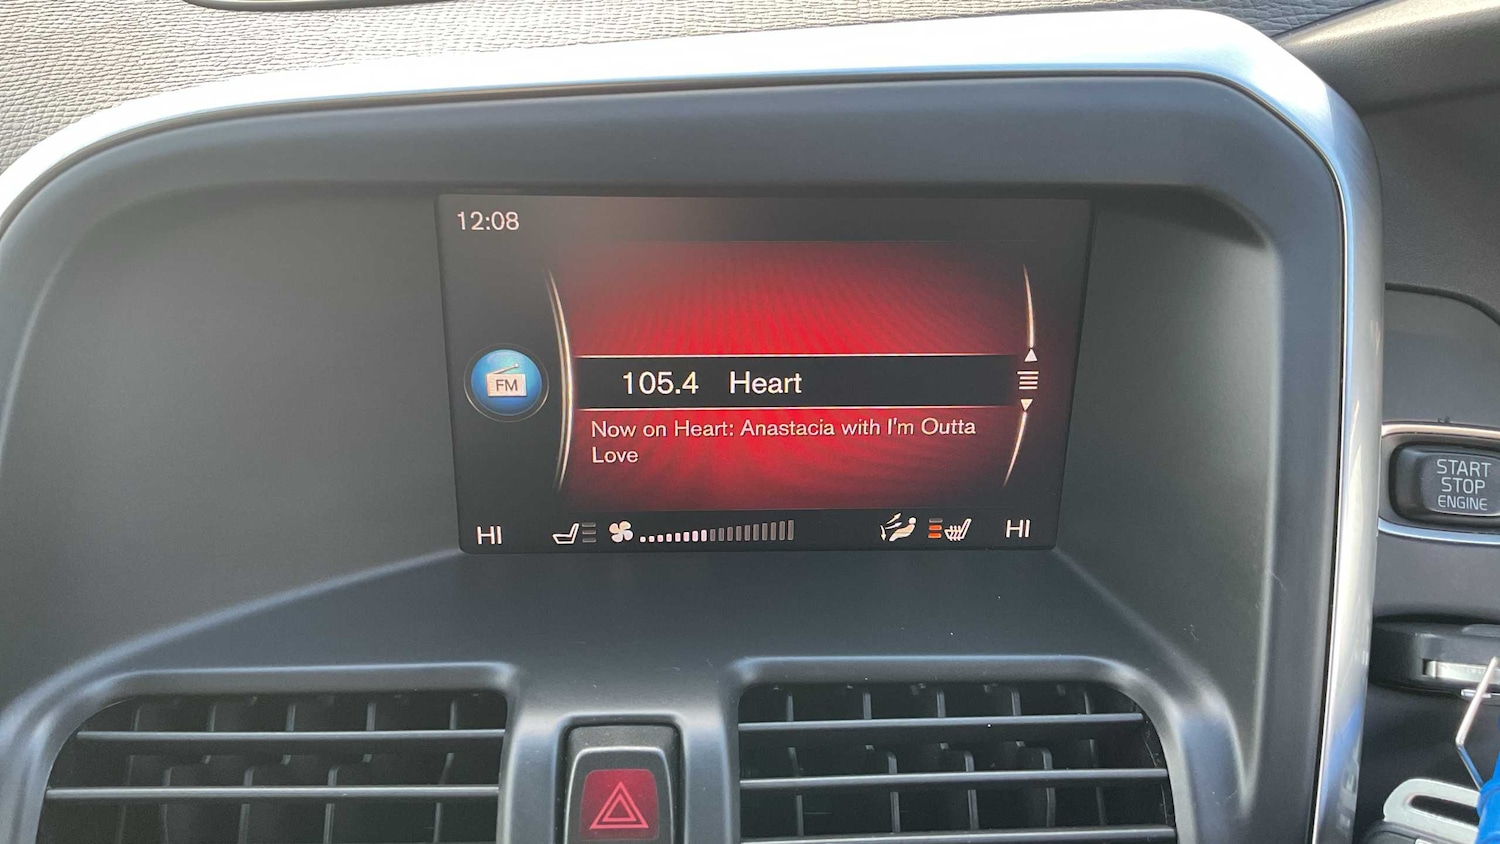 12:08
FM
105.4 Heart
Now on Heart: Anastacia with I'm Outta
Love
HI
HI
START
STOP
ENGINE